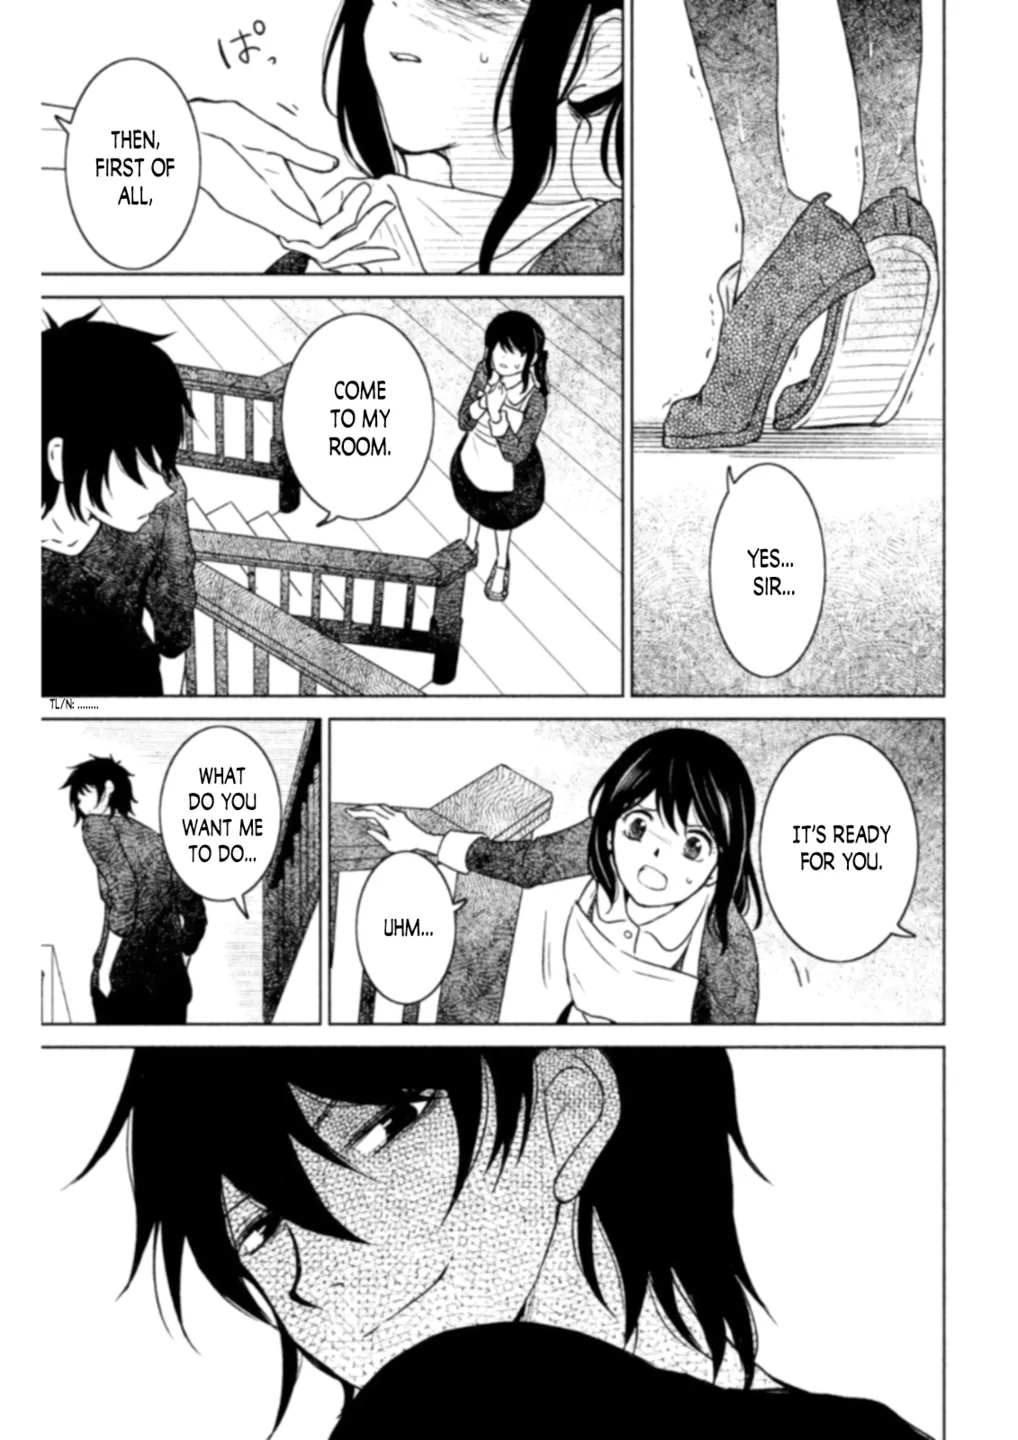 YES...
SIR...
ぱっ
THEN,
FIRST OF
ALL,
COME
TO MY
ROOM.
TL/N: ........
IT'S READY
FOR YOU.
UHM...
WHAT
DO YOU
WANT ME
TO DO...